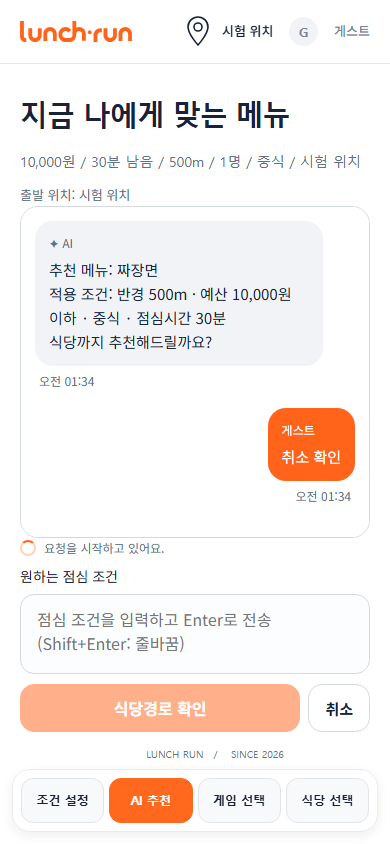 lunch·run
시험 위치
G
게스트
지금 나에게 맞는 메뉴
10,000원 / 30분 남음 / 500m / 1명 / 중식 / 시험 위치
출발 위치: 시험 위치
✦ AI
추천 메뉴: 짜장면
적용 조건: 반경 500m · 예산 10,000원
이하 · 중식 · 점심시간 30분
식당까지 추천해드릴까요?
오전 01:34
게스트
취소 확인
오전 01:34
요청을 시작하고 있어요.
원하는 점심 조건
점심 조건을 입력하고 Enter로 전송
(Shift+Enter: 줄바꿈)
식당경로 확인
취소
LUNCH RUN / SINCE 2026
조건 설정
AI 추천
게임 선택
식당 선택